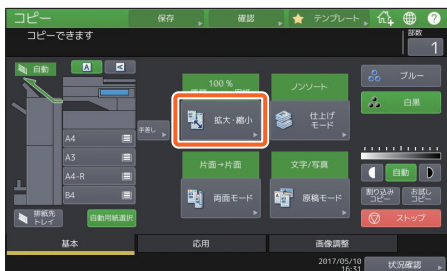 コピー
保存
確認
テンプレート
コピーできます
部数
1
自動
A
100 %
ノンソート
ブルー
拡大・縮小
仕上げ
モード
白黒
手差し
A4
A3
A4-R
B4
片面→片面
文字/写真
両面モード
原稿モード
自動
割り込み
コピー
お試し
コピー
排紙先
トレイ
自動用紙選択
ストップ
基本
応用
画像調整
2017/05/10
16:31
状況確認